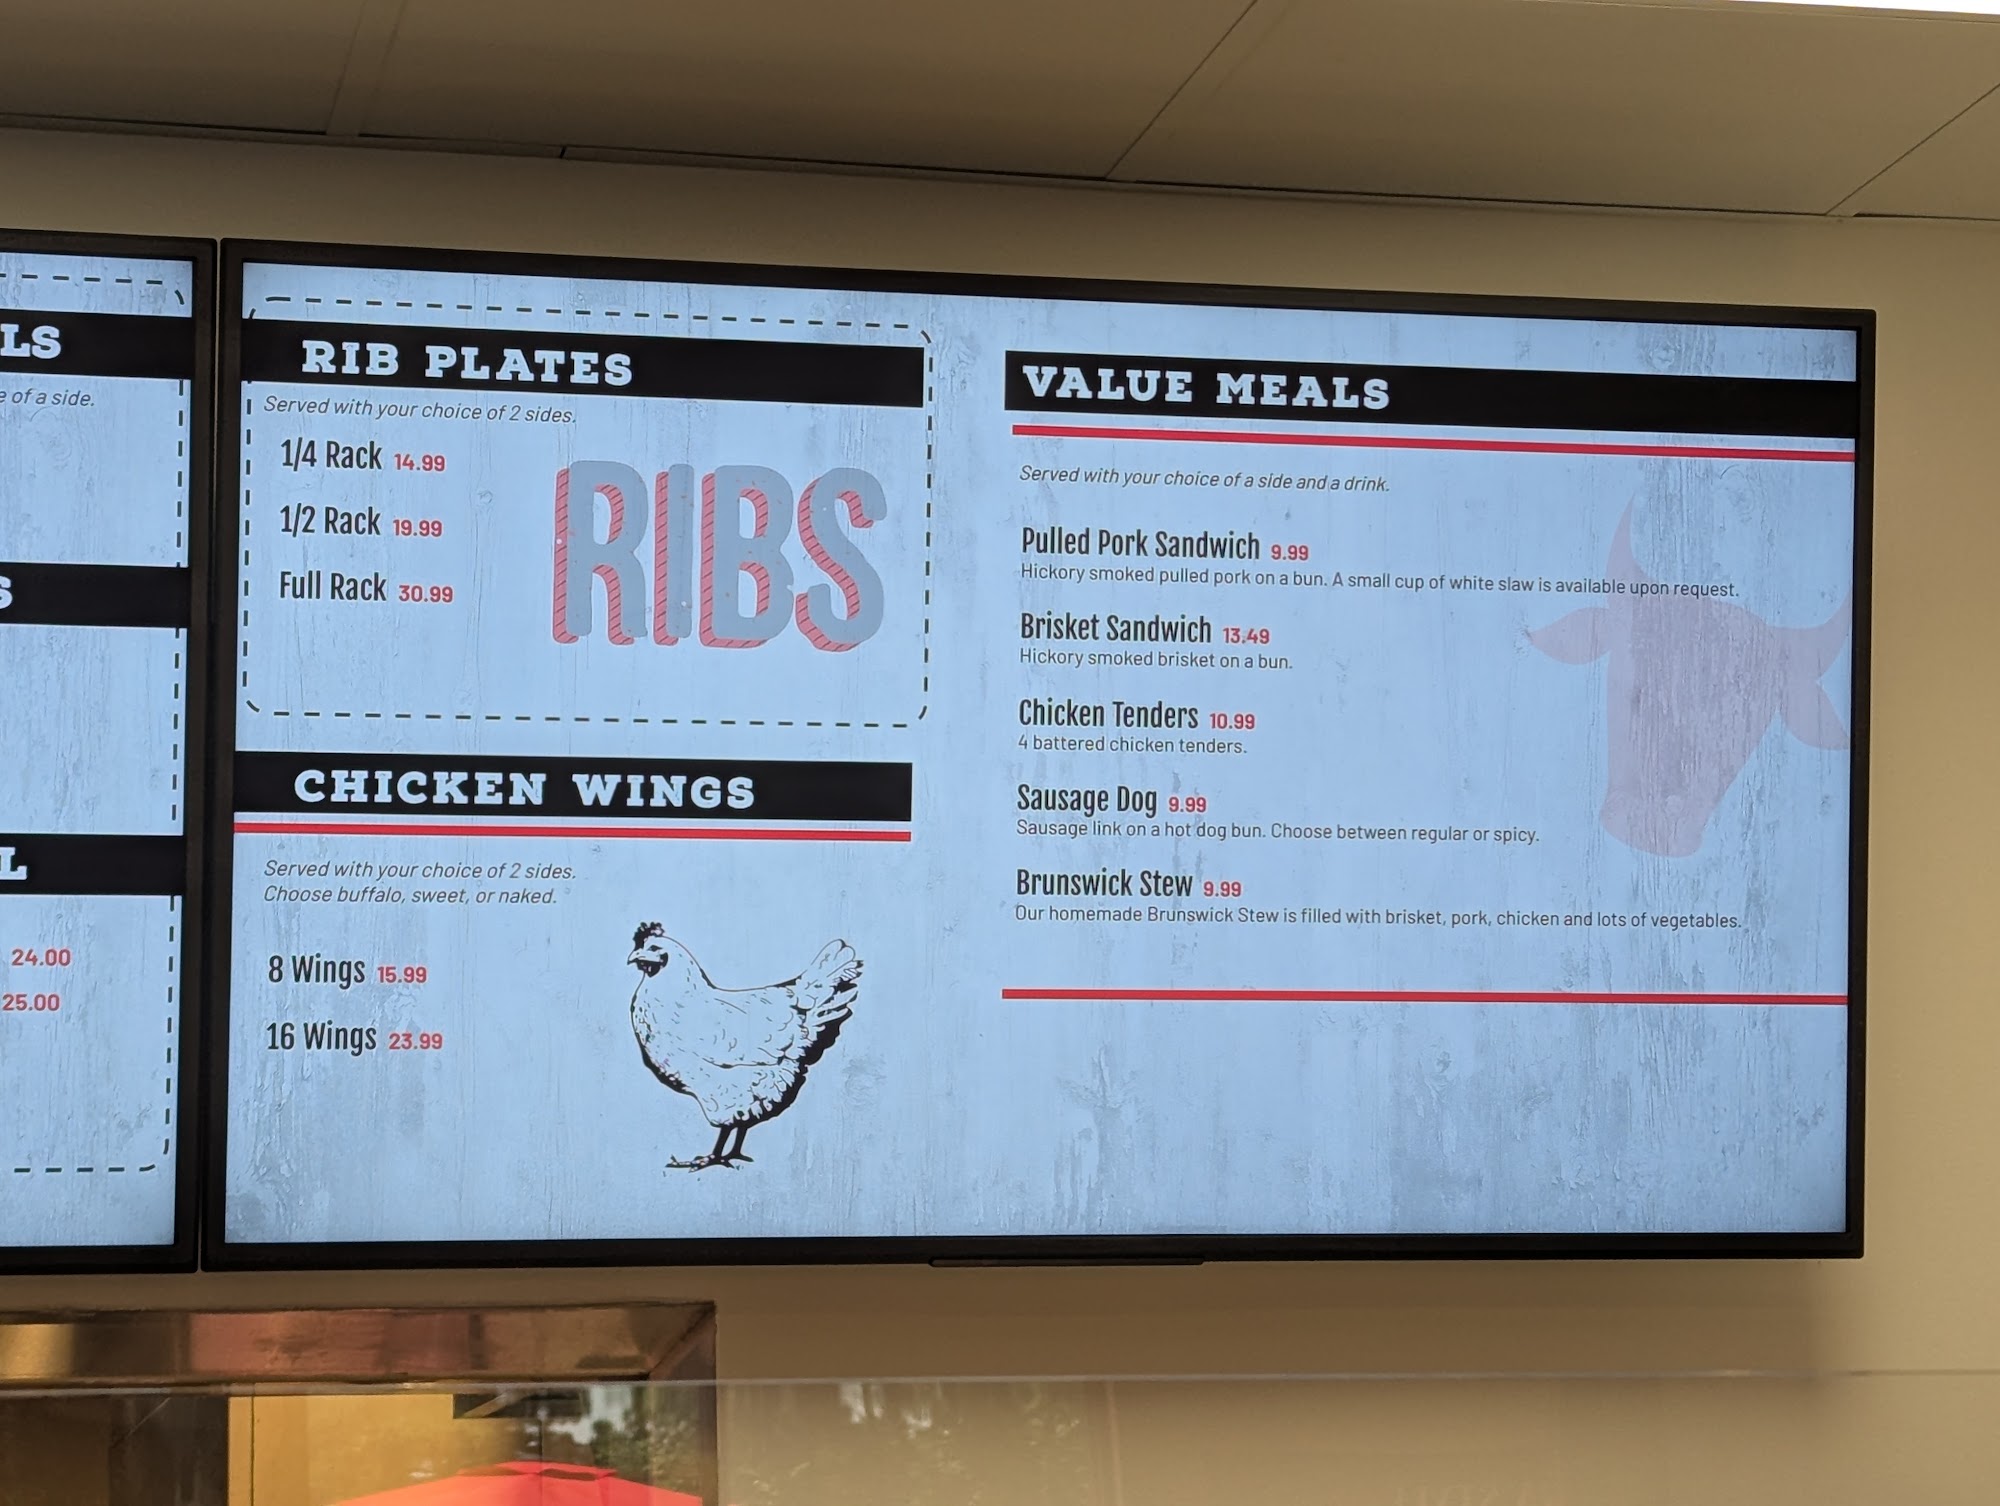 LS
e of a side.
S
L
24.00
25.00
RIB PLATES
Served with your choice of 2 sides.
1/4 Rack 14.99
1/2 Rack 19.99
Full Rack 30.99
RIBS
CHICKEN WINGS
Served with your choice of 2 sides.
Choose buffalo, sweet, or naked.
8 Wings 15.99
16 Wings 23.99
VALUE MEALS
Served with your choice of a side and a drink.
Pulled Pork Sandwich 9.99
Hickory smoked pulled pork on a bun. A small cup of white slaw is available upon request.
Brisket Sandwich 13.49
Hickory smoked brisket on a bun.
Chicken Tenders 10.99
4 battered chicken tenders.
Sausage Dog 9.99
Sausage link on a hot dog bun. Choose between regular or spicy.
Brunswick Stew 9.99
Our homemade Brunswick Stew is filled with brisket, pork, chicken and lots of vegetables.